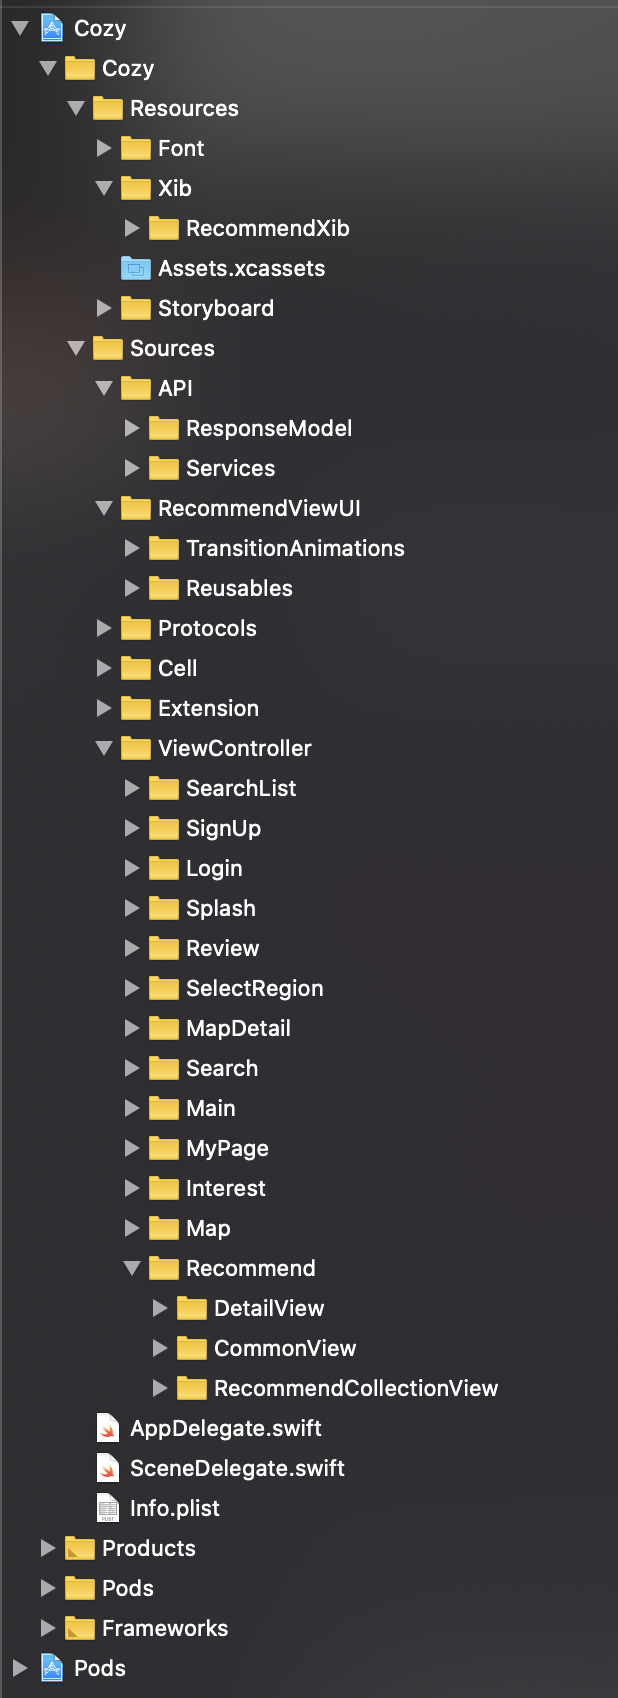 Cozy
Cozy
Resources
Font
Xib
RecommendXib
Assets.xcassets
Storyboard
Sources
API
ResponseModel
Services
RecommendViewUI
TransitionAnimations
Reusables
Protocols
Cell
Extension
ViewController
SearchList
SignUp
Login
Splash
Review
SelectRegion
MapDetail
Search
Main
MyPage
Interest
Map
Recommend
DetailView
CommonView
RecommendCollectionView
AppDelegate.swift
SceneDelegate.swift
Info.plist
Products
Pods
Frameworks
Pods